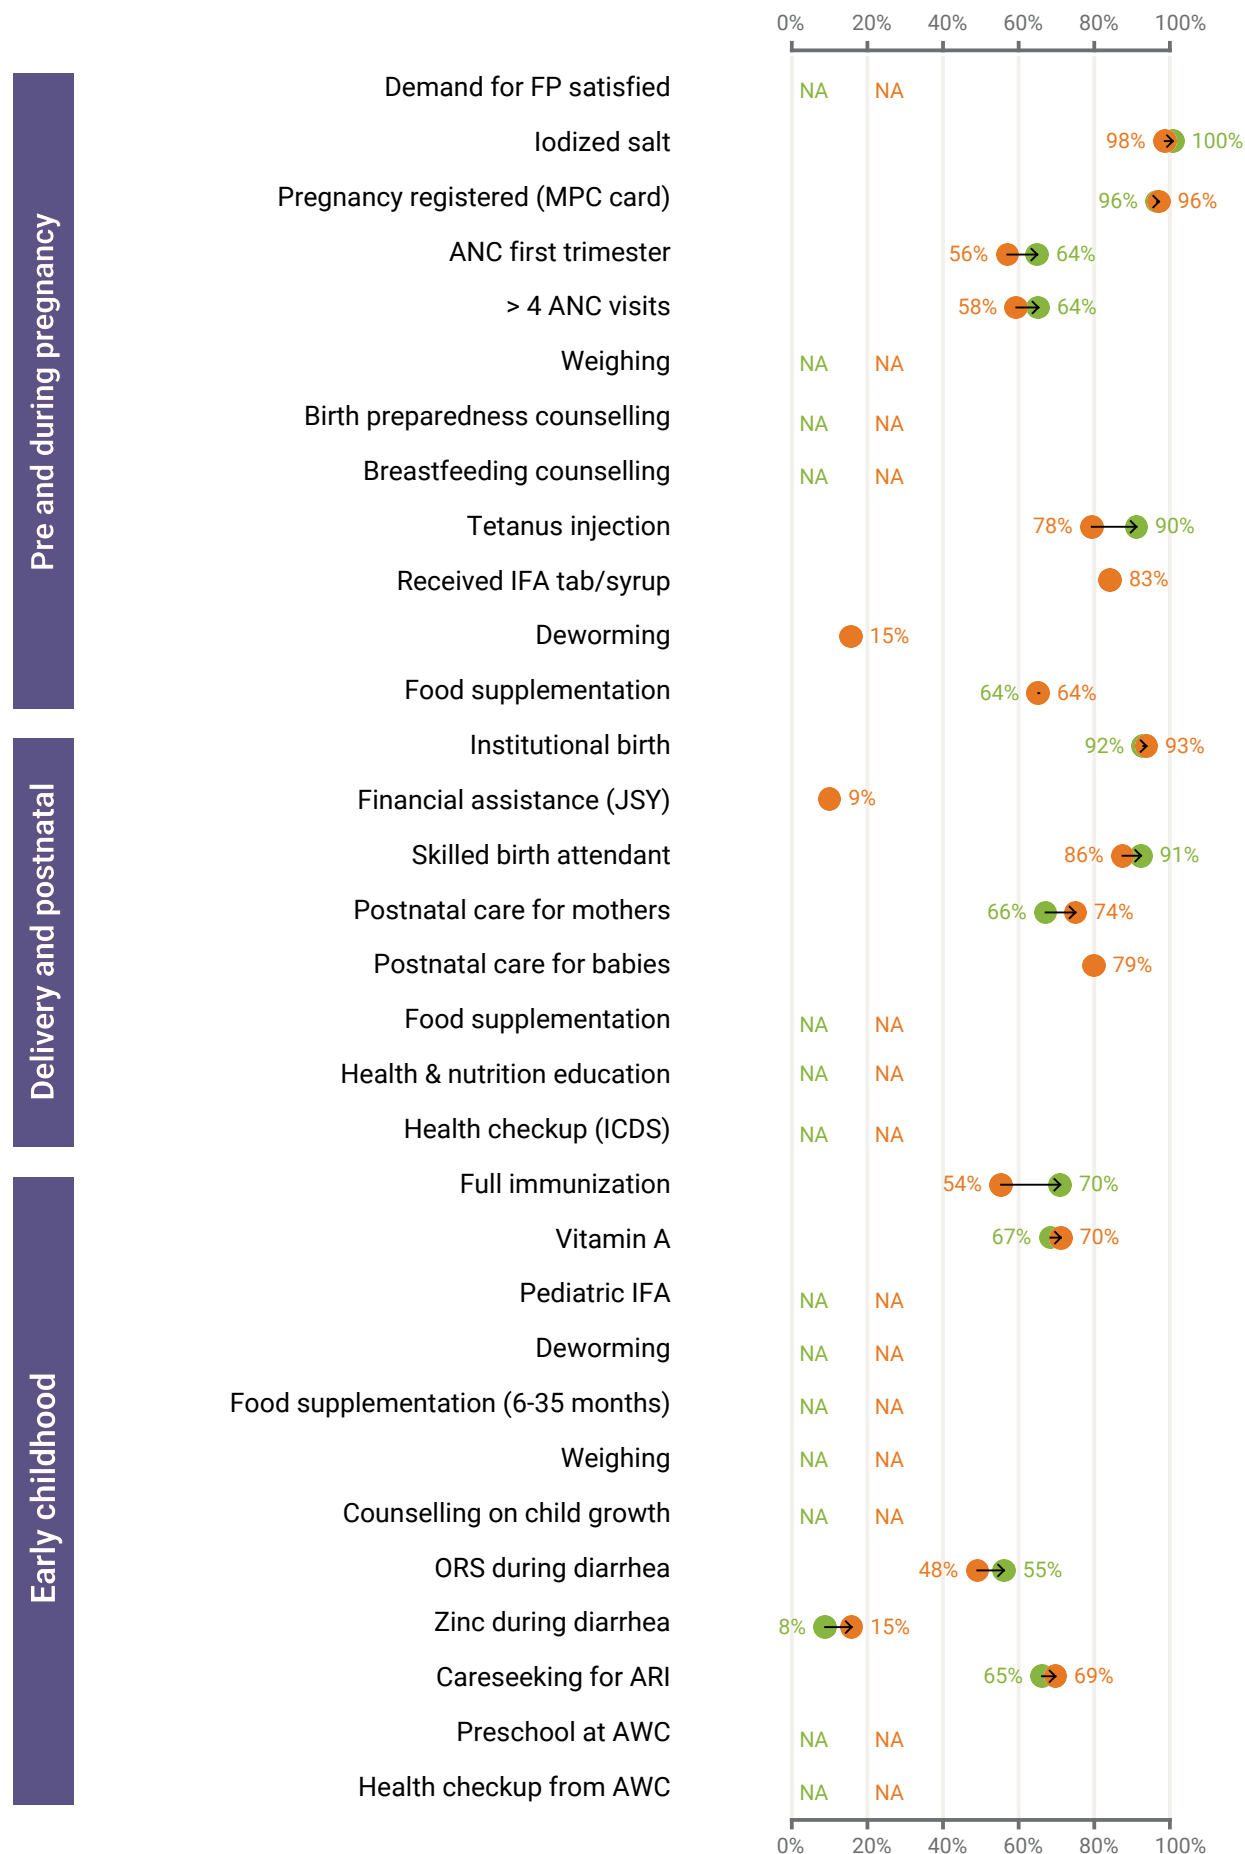 0% 20% 40% 60% 80% 100%
Pre and during pregnancy
Demand for FP satisfied NA NA
Iodized salt 98% 100%
Pregnancy registered (MPC card) 96% 96%
ANC first trimester 56% 64%
> 4 ANC visits 58% 64%
Weighing NA NA
Birth preparedness counselling NA NA
Breastfeeding counselling NA NA
Tetanus injection 78% 90%
Received IFA tab/syrup 83%
Deworming 15%
Food supplementation 64% 64%
Delivery and postnatal
Institutional birth 92% 93%
Financial assistance (JSY) 9%
Skilled birth attendant 86% 91%
Postnatal care for mothers 66% 74%
Postnatal care for babies 79%
Food supplementation NA NA
Health & nutrition education NA NA
Health checkup (ICDS) NA NA
Early childhood
Full immunization 54% 70%
Vitamin A 67% 70%
Pediatric IFA NA NA
Deworming NA NA
Food supplementation (6-35 months) NA NA
Weighing NA NA
Counselling on child growth NA NA
ORS during diarrhea 48% 55%
Zinc during diarrhea 8% 15%
Careseeking for ARI 65% 69%
Preschool at AWC NA NA
Health checkup from AWC NA NA
0% 20% 40% 60% 80% 100%